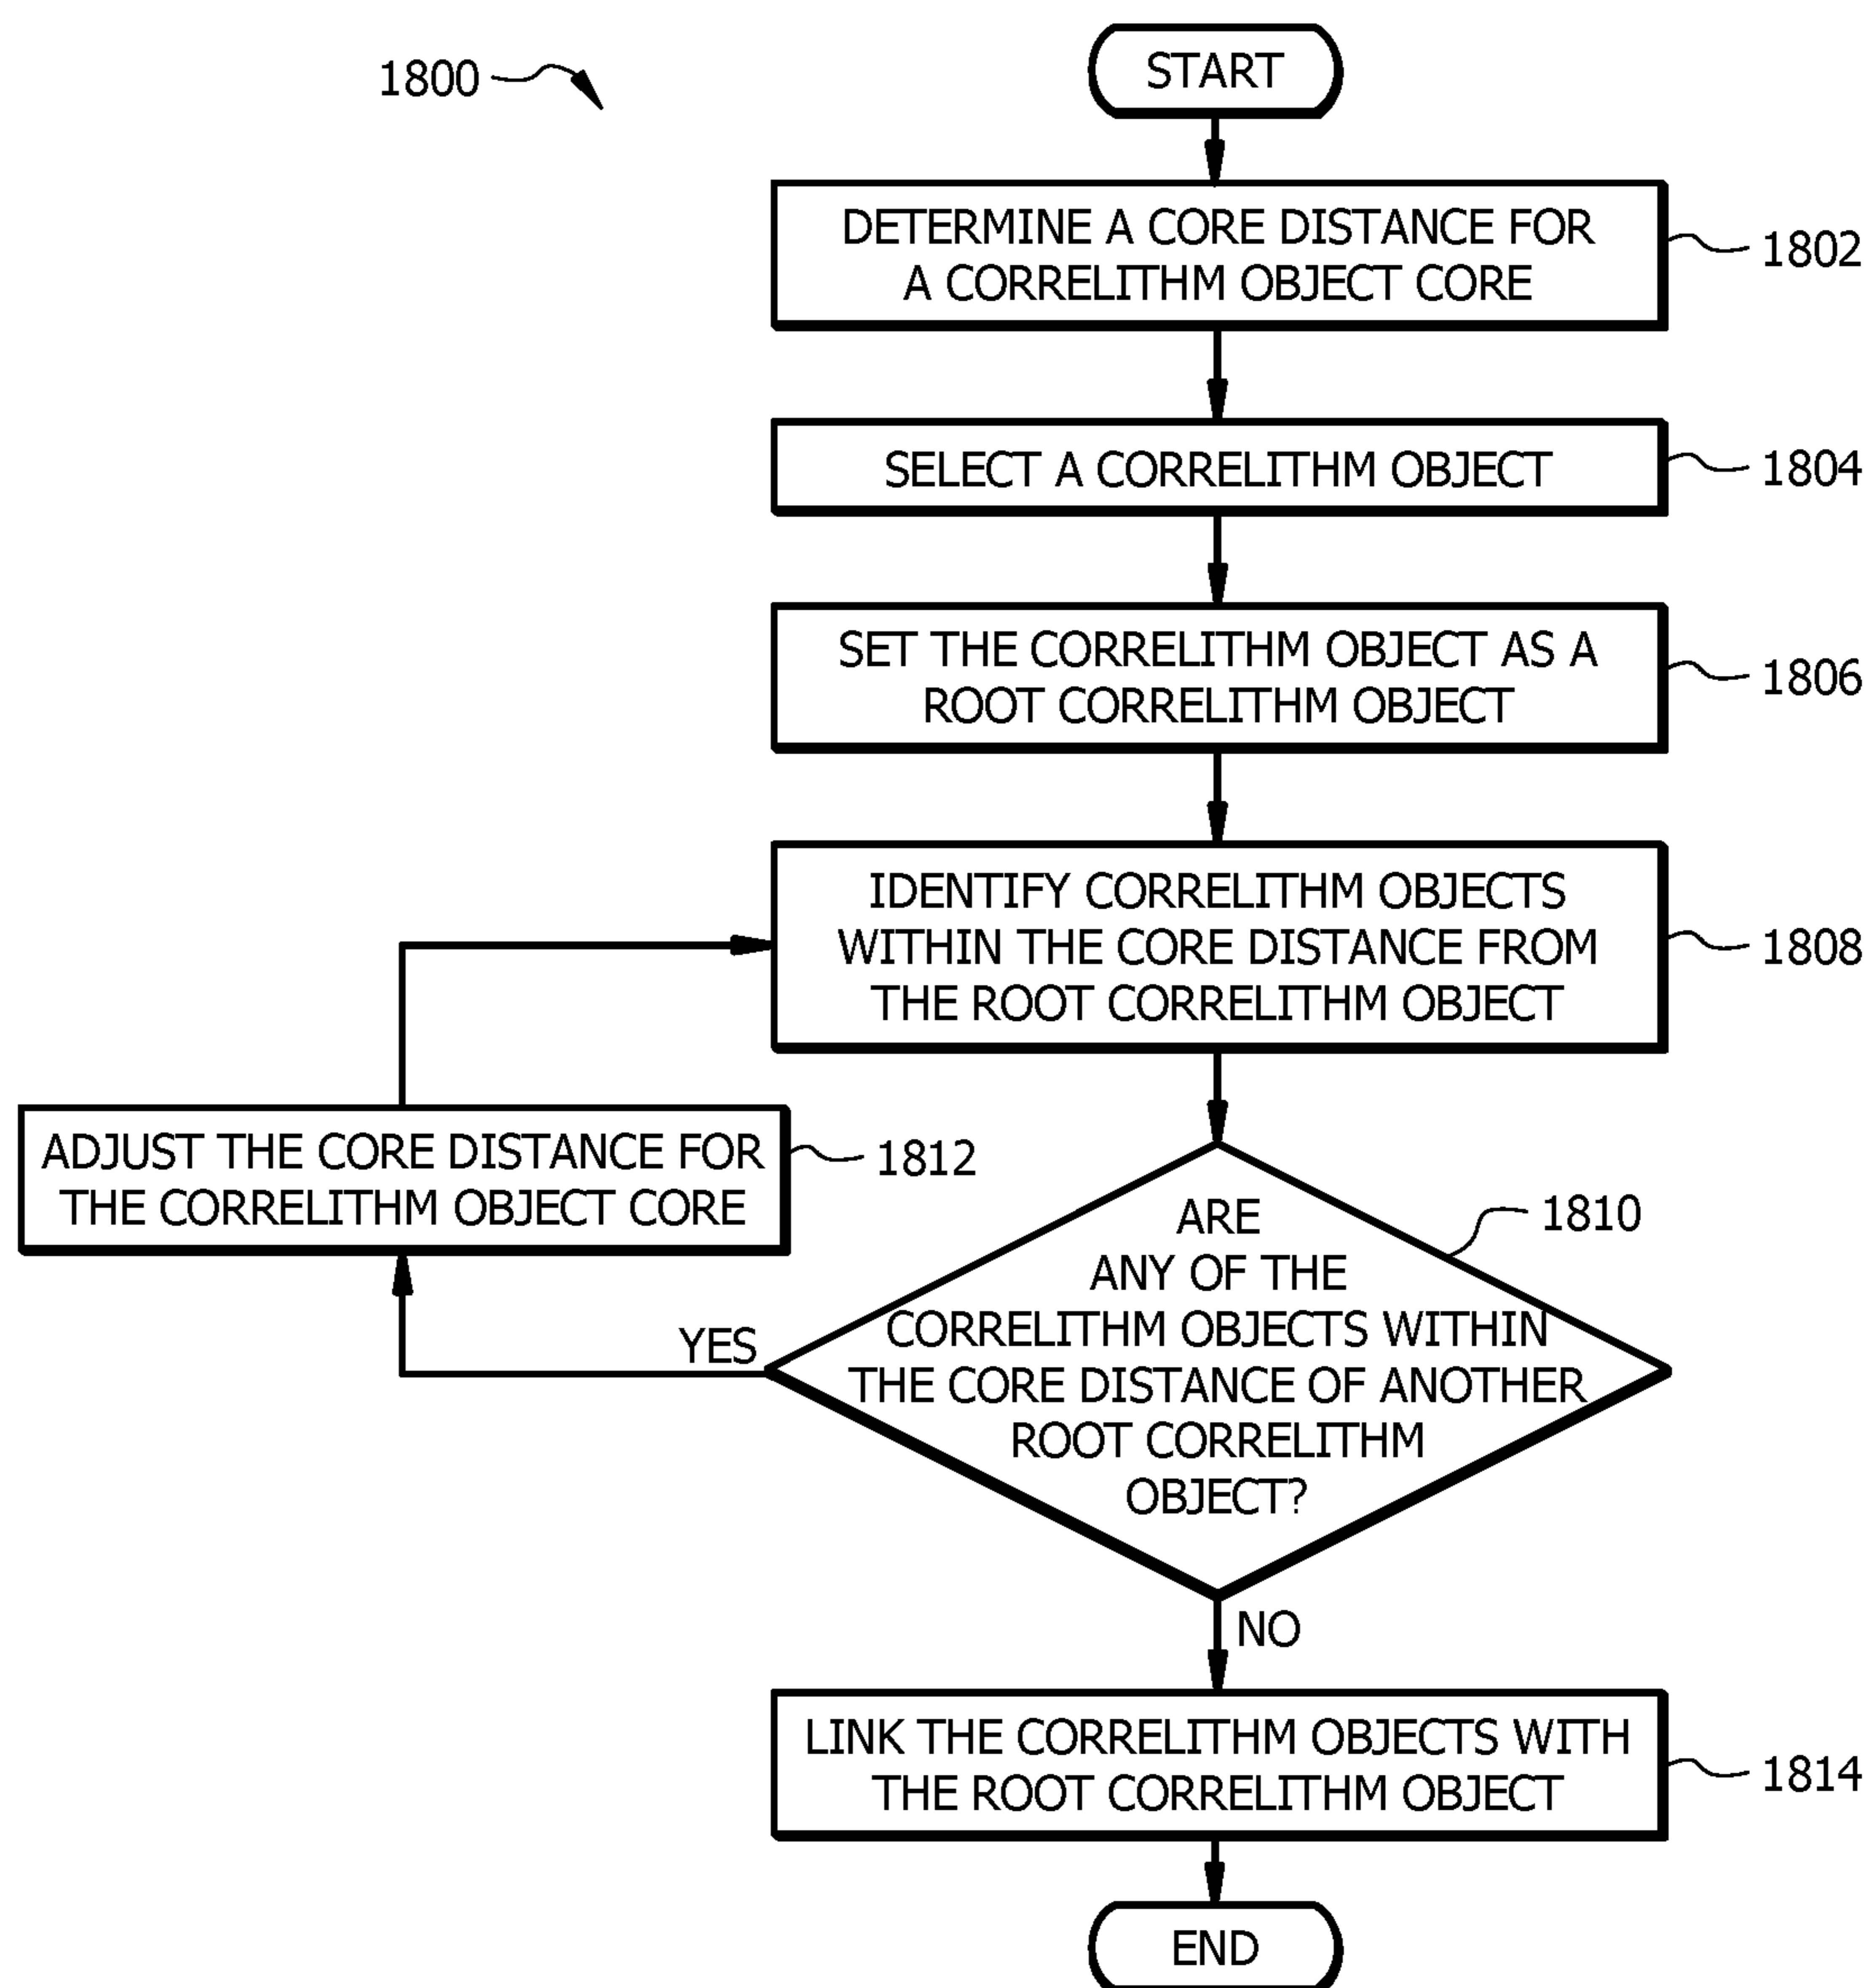 1800
START
DETERMINE A CORE DISTANCE FOR
A CORRELITHM OBJECT CORE
1802
SELECT A CORRELITHM OBJECT
1804
SET THE CORRELITHM OBJECT AS A
ROOT CORRELITHM OBJECT
1806
IDENTIFY CORRELITHM OBJECTS
WITHIN THE CORE DISTANCE FROM
THE ROOT CORRELITHM OBJECT
1808
ADJUST THE CORE DISTANCE FOR
THE CORRELITHM OBJECT CORE
1812
ARE
ANY OF THE
CORRELITHM OBJECTS WITHIN
THE CORE DISTANCE OF ANOTHER
ROOT CORRELITHM
OBJECT?
1810
YES
NO
LINK THE CORRELITHM OBJECTS WITH
THE ROOT CORRELITHM OBJECT
1814
END